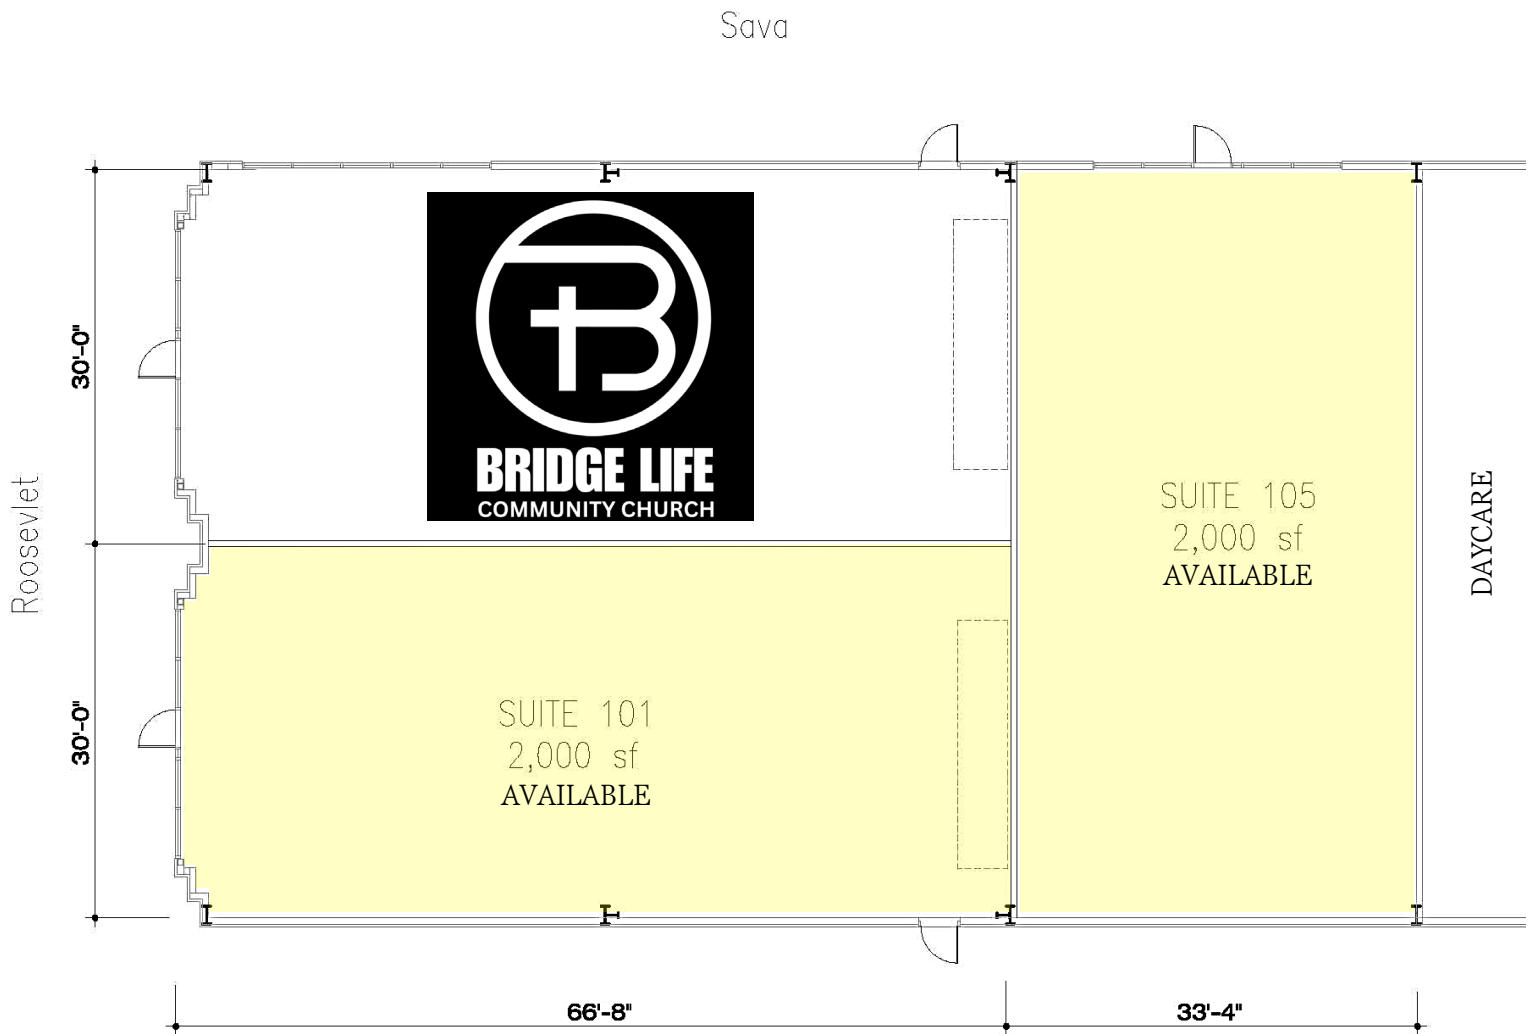 Sava
BRIDGE LIFE
COMMUNITY CHURCH
30'-0"
Roosevlet
SUITE 105
2,000 sf
AVAILABLE
DAYCARE
SUITE 101
2,000 sf
AVAILABLE
30'-0"
66'-8"
33'-4"